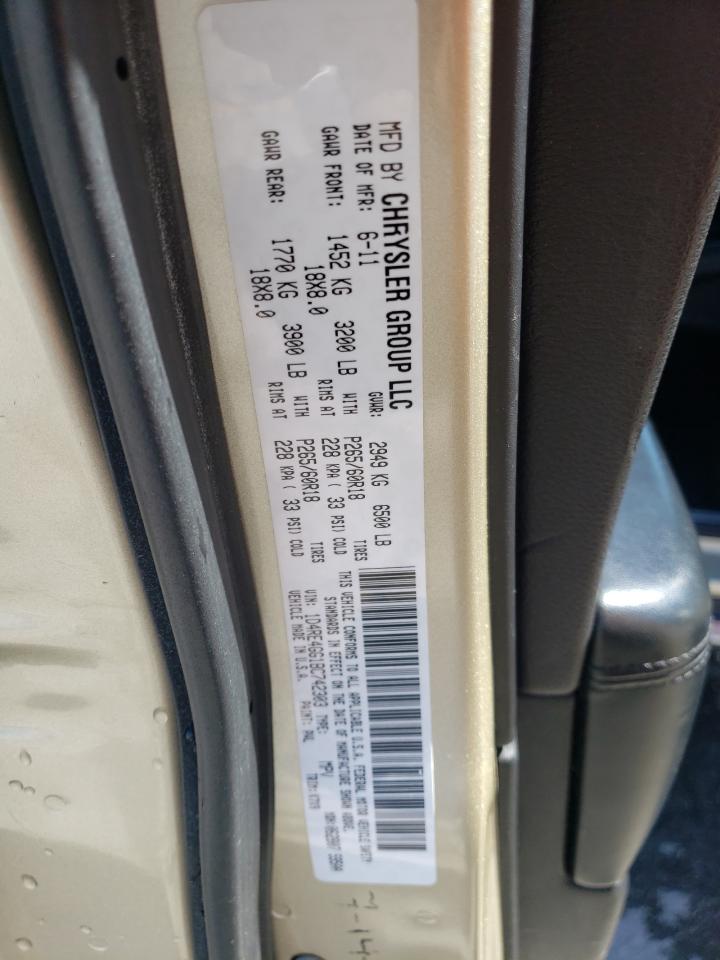 MFD BY CHRYSLER GROUP LLC
DATE OF MFR: 6-11 GVWR: 2949 KG 6500 LB
GAWR FRONT: 1452 KG 3200 LB WITH P265/60R18 TIRES
18X8.0 RIMS AT 228 KPA ( 33 PSI) COLD
GAWR REAR: 1770 KG 3900 LB WITH P265/60R18 TIRES
18X8.0 RIMS AT 228 KPA ( 33 PSI) COLD
THIS VEHICLE CONFORMS TO ALL APPLICABLE U.S.A. FEDERAL MOTOR VEHICLE SAFETY
STANDARDS IN EFFECT ON THE DATE OF MANUFACTURE SHOWN ABOVE.
VIN: 1D4RE4GG1BC742303 TYPE: MPV
VEHICLE MADE IN U.S.A. PAINT: PHL